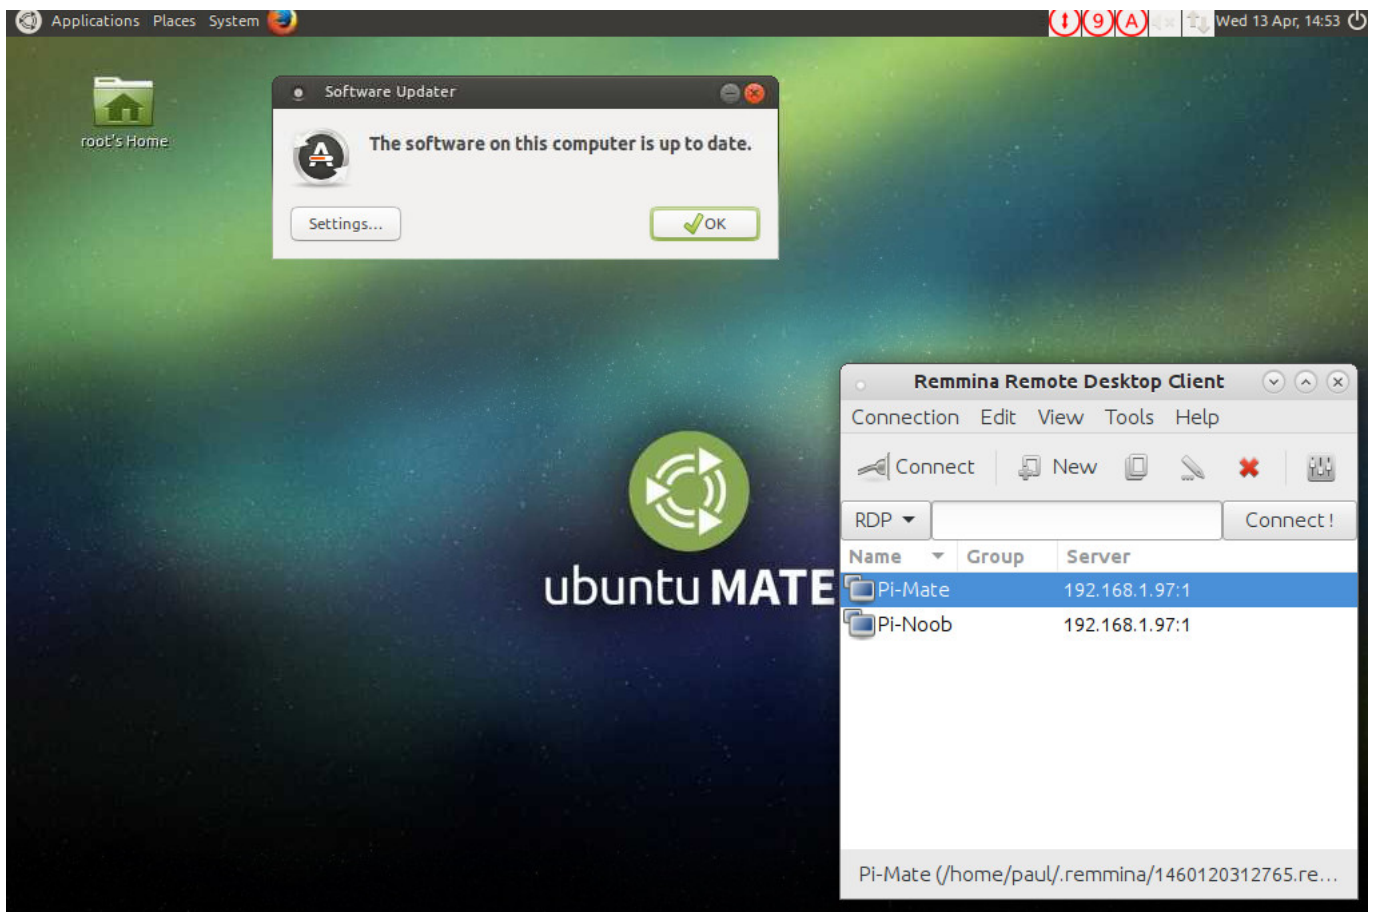 Applications Places System
9 A Wed 13 Apr, 14:53
root's Home
Software Updater
The software on this computer is up to date.
Settings...
OK
ubuntu MATE
Remmina Remote Desktop Client
Connection Edit View Tools Help
Connect New
RDP Connect !
Name Group Server
Pi-Mate 192.168.1.97:1
Pi-Noob 192.168.1.97:1
Pi-Mate (/home/paul/.remmina/1460120312765.re...